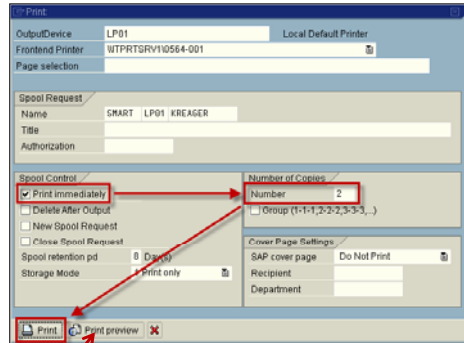 Print:
OutputDevice LP01 Local Default Printer
Frontend Printer WTPRTSRV1\0564-001
Page selection
Spool Request
Name SMART LP01 KREAGER
Title
Authorization
Spool Control
Print immediately
Delete After Output
New Spool Request
Close Spool Request
Spool retention pd 8 Day(s)
Storage Mode Print only
Number of Copies
Number 2
Group (1-1-1,2-2-2,3-3-3,...)
Cover Page Settings
SAP cover page Do Not Print
Recipient
Department
Print Print preview